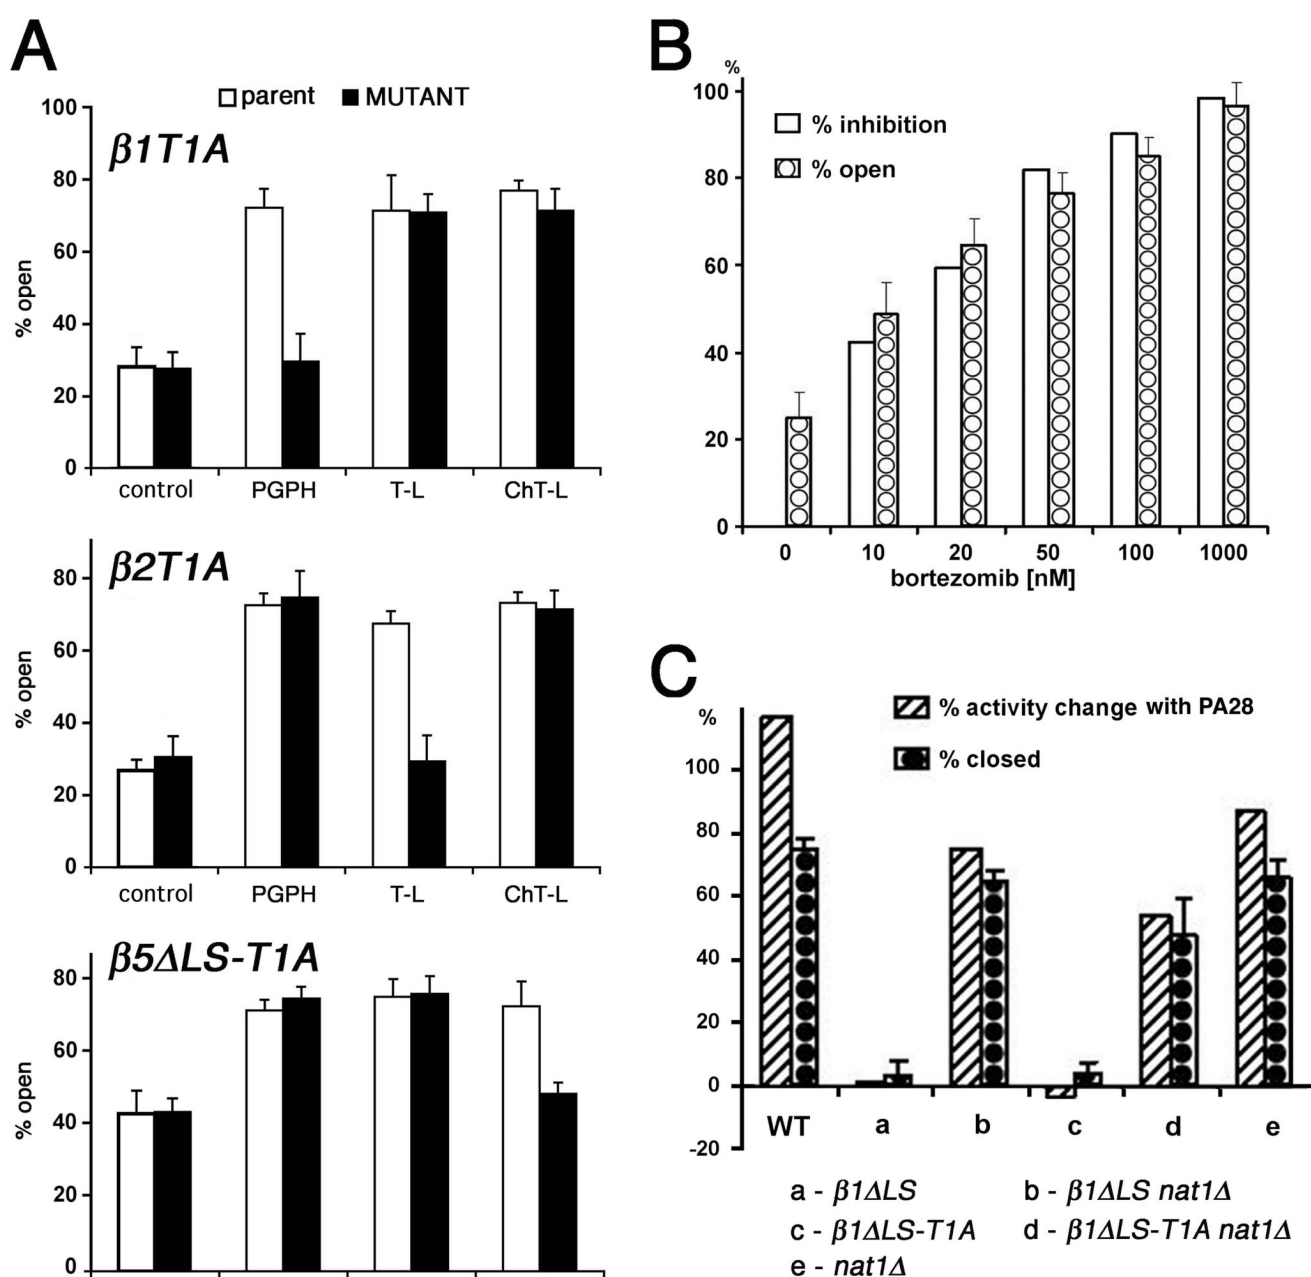 A
parent MUTANT
β1T1A
% open
100
80
60
40
20
0
control PGPH T-L ChT-L
β2T1A
% open
80
60
40
20
0
control PGPH T-L ChT-L
β5ΔLS-T1A
% open
80
60
40
20
0
B
%
% inhibition
% open
100
80
60
40
20
0
0 10 20 50 100 1000
bortezomib [nM]
C
%
% activity change with PA28
% closed
100
80
60
40
20
0
-20
WT a b c d e
a - β1ΔLS b - β1ΔLS nat1Δ
c - β1ΔLS-T1A d - β1ΔLS-T1A nat1Δ
e - nat1Δ